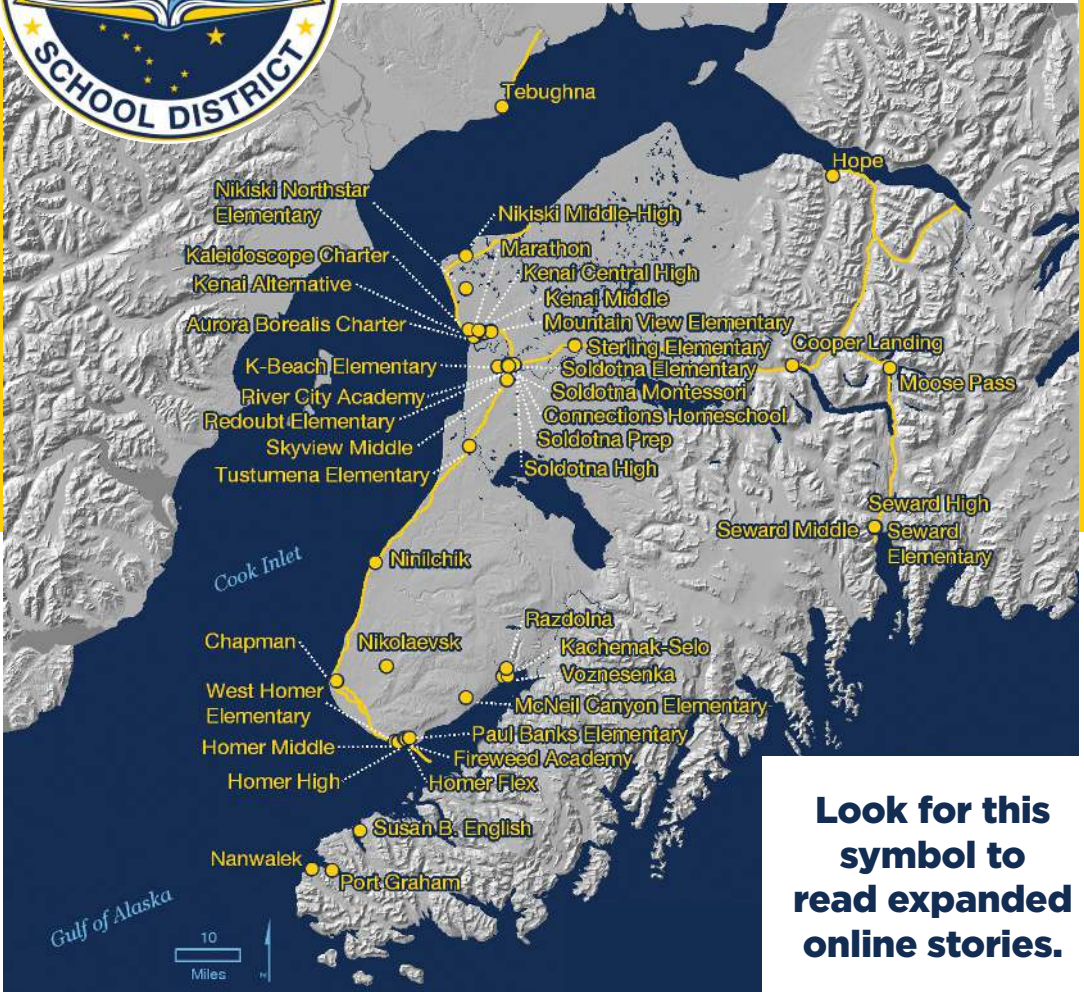 SCHOOL DISTRICT
Tebughna
Hope
Nikiski Northstar
Elementary
Nikiski Middle-High
Kaleidoscope Charter
Marathon
Kenai Alternative
Kenai Central High
Kenai Middle
Aurora Borealis Charter
Mountain View Elementary
Sterling Elementary
Cooper Landing
K-Beach Elementary
Soldotna Elementary
Moose Pass
River City Academy
Soldotna Montessori
Redoubt Elementary
Connections Homeschool
Skyview Middle
Soldotna Prep
Tustumena Elementary
Soldotna High
Seward High
Seward Middle
Seward
Elementary
Cook Inlet
Ninilchik
Razdolna
Chapman
Nikolaevsk
Kachemak-Selo
Voznesenka
West Homer
Elementary
McNeil Canyon Elementary
Homer Middle
Paul Banks Elementary
Fireweed Academy
Homer High
Homer Flex
Susan B. English
Nanwalek
Port Graham
Gulf of Alaska
10
Miles
N
Look for this
symbol to
read expanded
online stories.